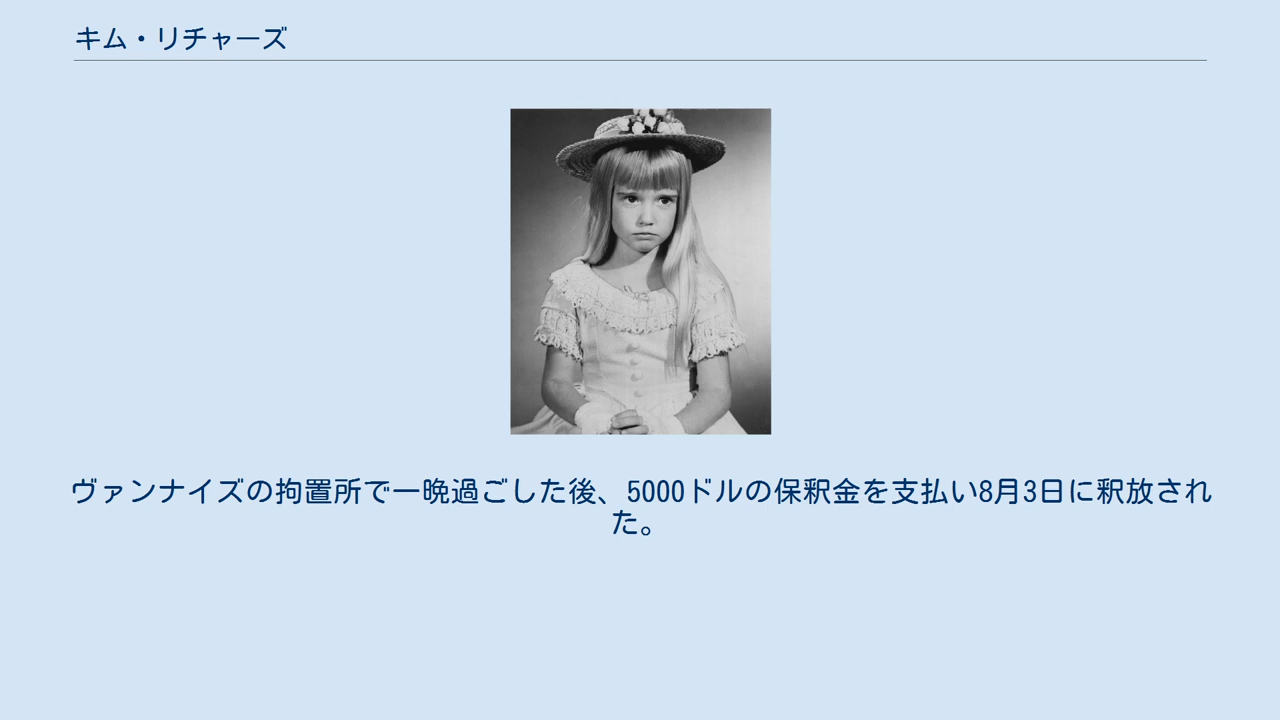 キム・リチャーズ
ヴァンナイズの拘置所で一晩過ごした後、5000ドルの保釈金を支払い8月3日に釈放され
た。